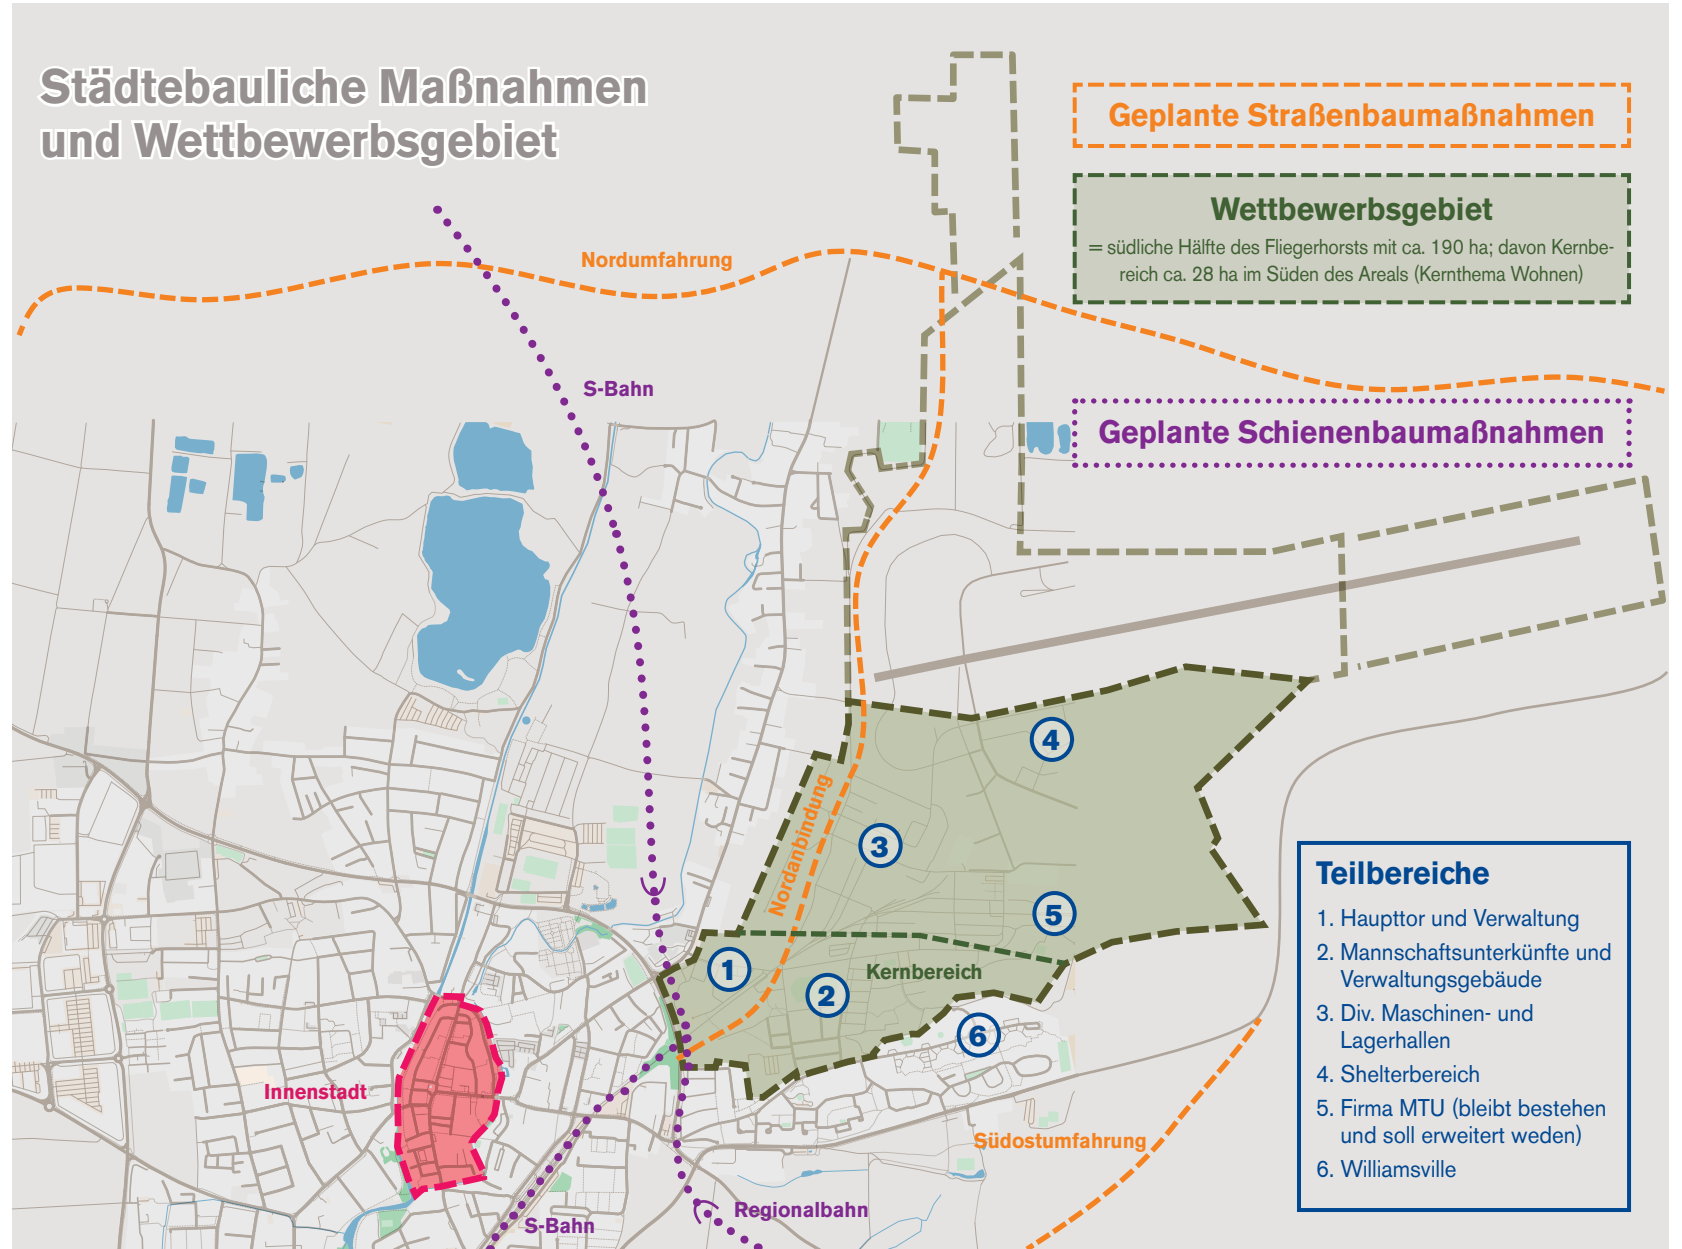 Städtebauliche Maßnahmen
und Wettbewerbsgebiet
Geplante Straßenbaumaßnahmen
Wettbewerbsgebiet
= südliche Hälfte des Fliegerhorsts mit ca. 190 ha; davon Kernbe-
reich ca. 28 ha im Süden des Areals (Kernthema Wohnen)
Nordumfahrung
S-Bahn
Geplante Schienenbaumaßnahmen
4
Nordanbindung
3
5
1
Kernbereich
2
6
Innenstadt
Südostumfahrung
Regionalbahn
S-Bahn
Teilbereiche
1. Haupttor und Verwaltung
2. Mannschaftsunterkünfte und
Verwaltungsgebäude
3. Div. Maschinen- und
Lagerhallen
4. Shelterbereich
5. Firma MTU (bleibt bestehen
und soll erweitert weden)
6. Williamsville